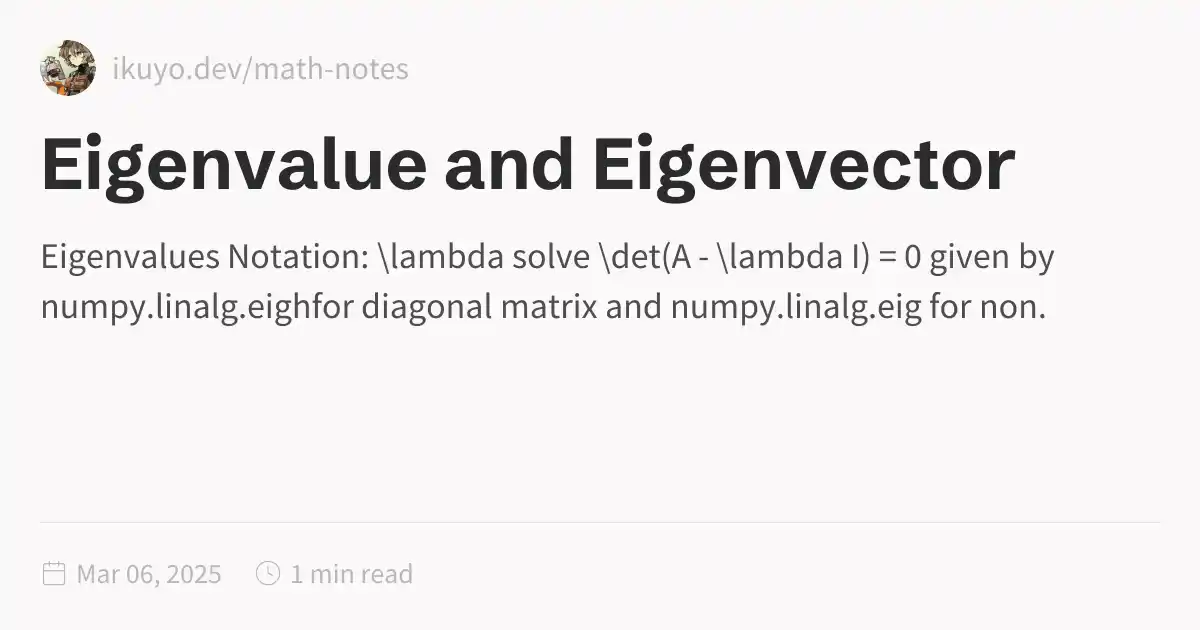 ikuyo.dev/math-notes
Eigenvalue and Eigenvector
Eigenvalues Notation: \lambda solve \det(A - \lambda I) = 0 given by
numpy.linalg.eighfor diagonal matrix and numpy.linalg.eig for non.
Mar 06, 2025
1 min read